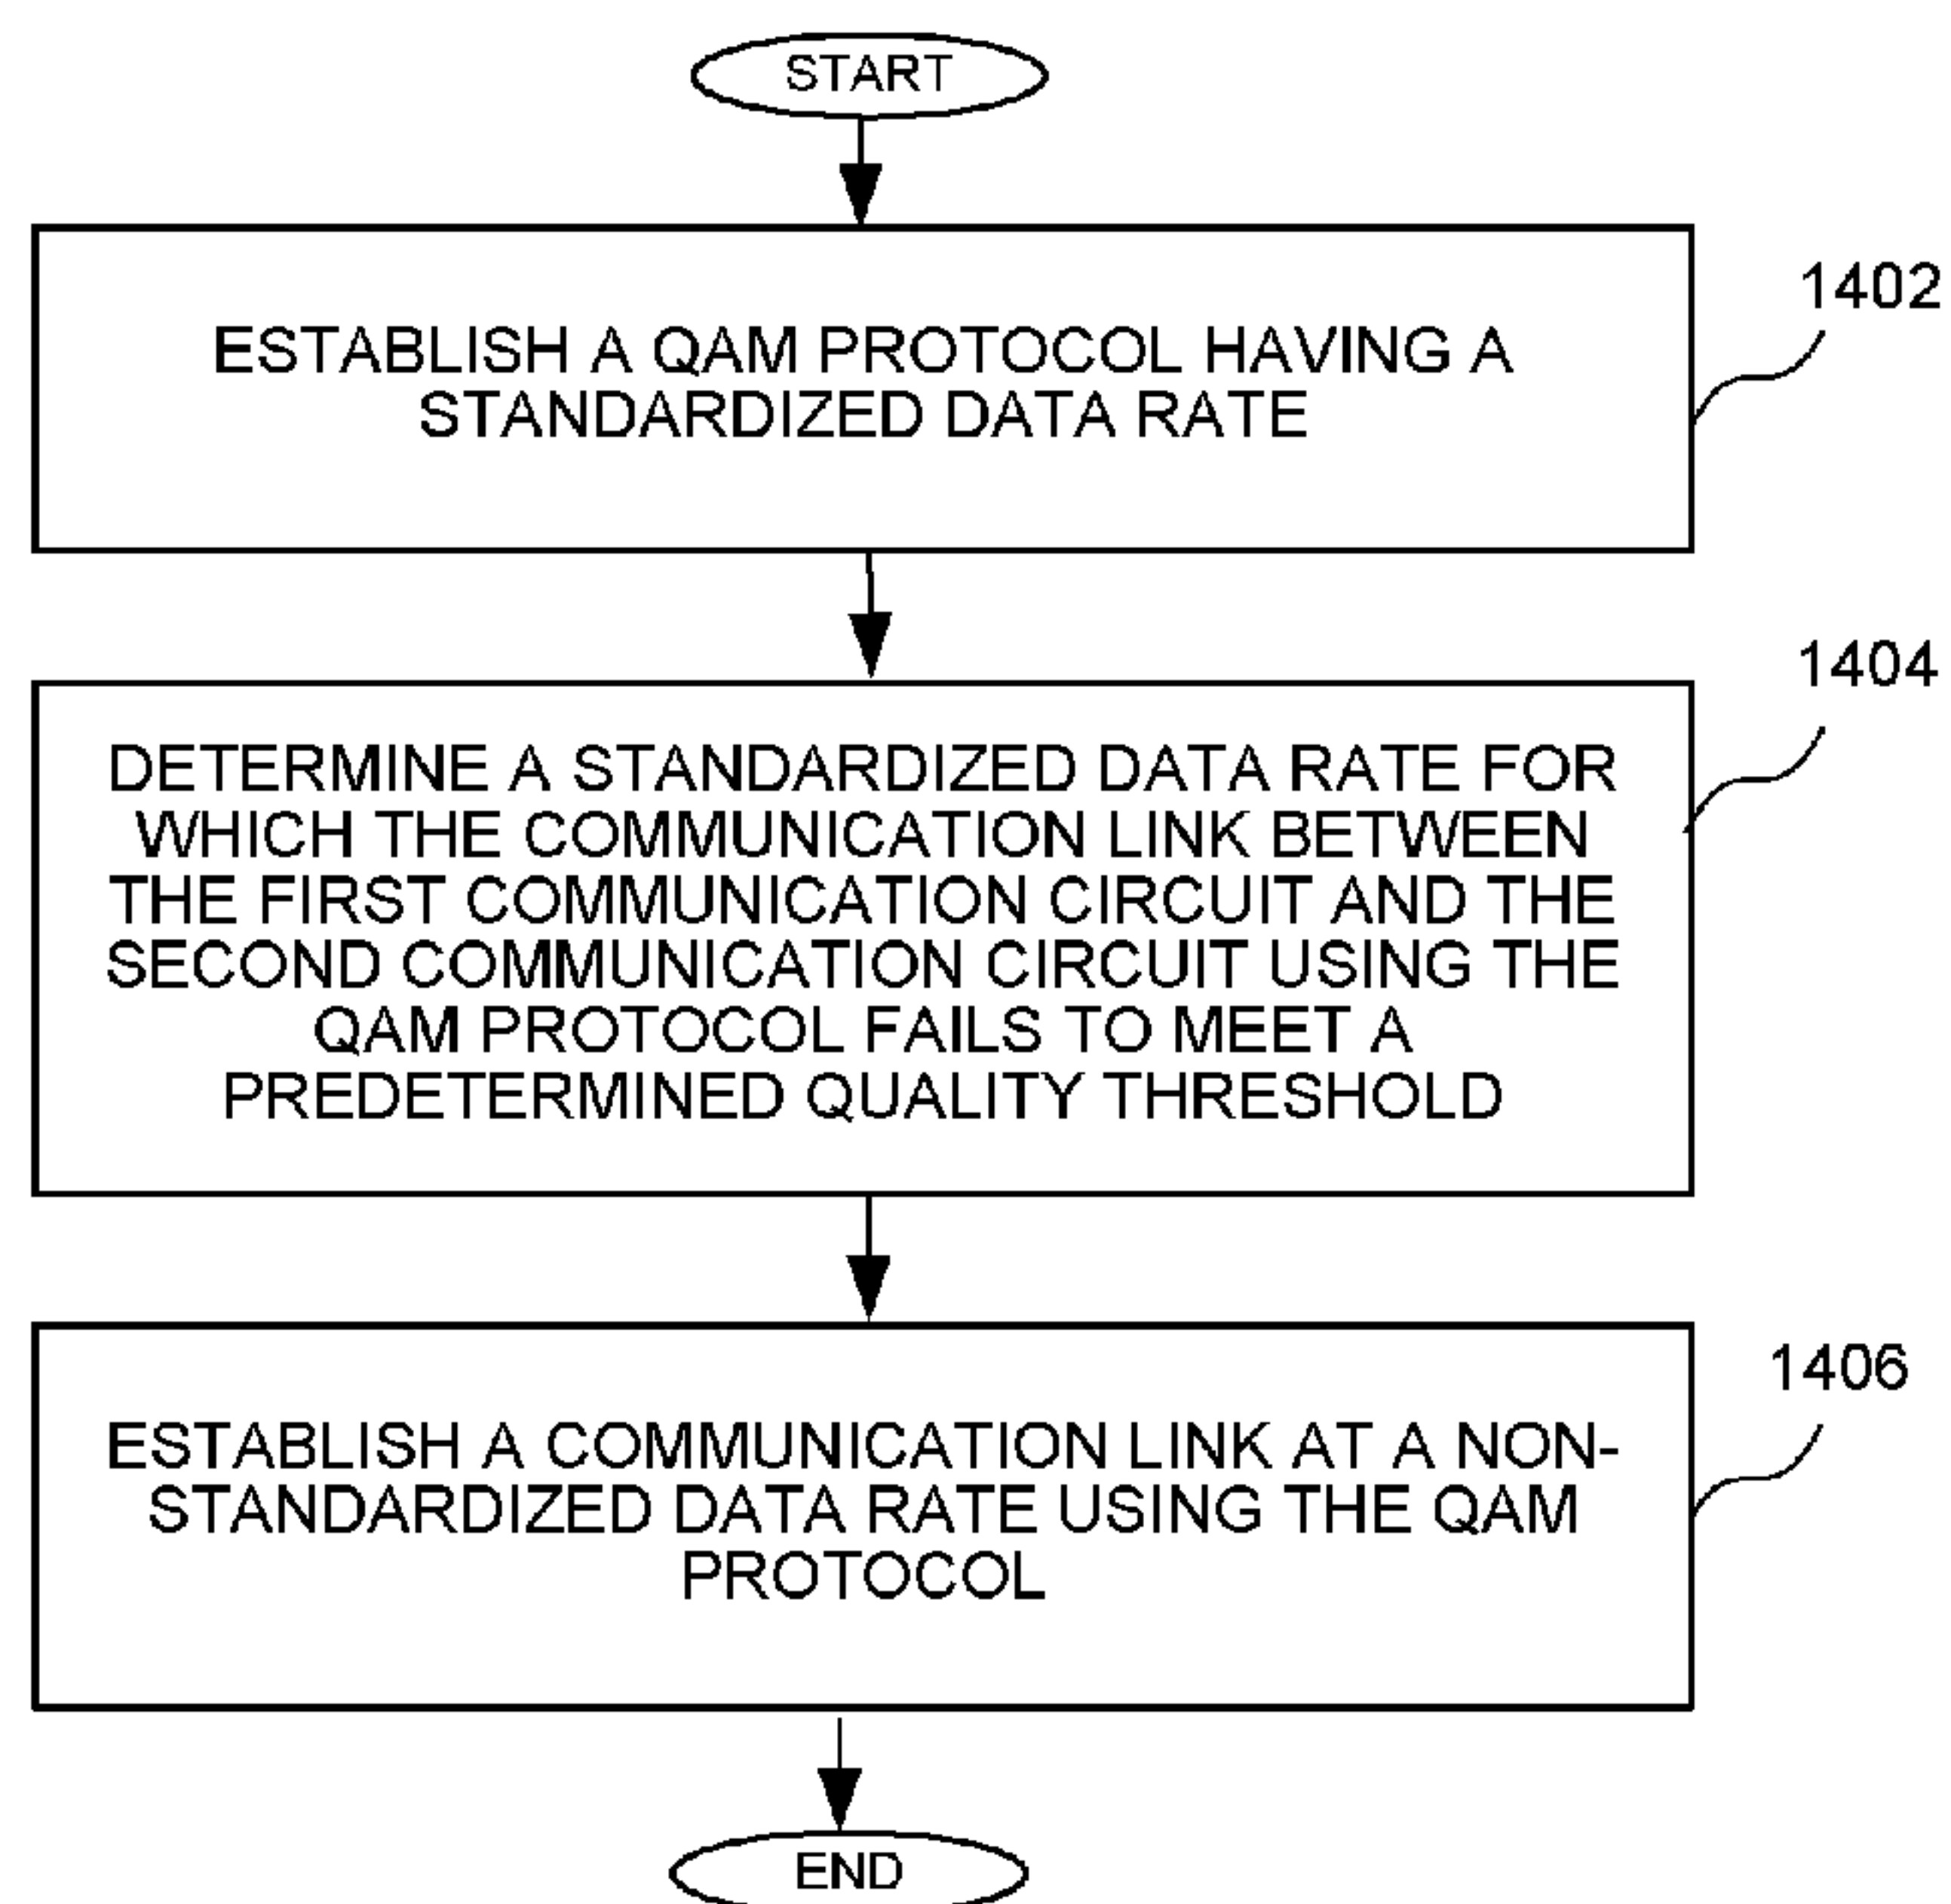 START
1402
ESTABLISH A QAM PROTOCOL HAVING A
STANDARDIZED DATA RATE
1404
DETERMINE A STANDARDIZED DATA RATE FOR
WHICH THE COMMUNICATION LINK BETWEEN
THE FIRST COMMUNICATION CIRCUIT AND THE
SECOND COMMUNICATION CIRCUIT USING THE
QAM PROTOCOL FAILS TO MEET A
PREDETERMINED QUALITY THRESHOLD
1406
ESTABLISH A COMMUNICATION LINK AT A NON-
STANDARDIZED DATA RATE USING THE QAM
PROTOCOL
END